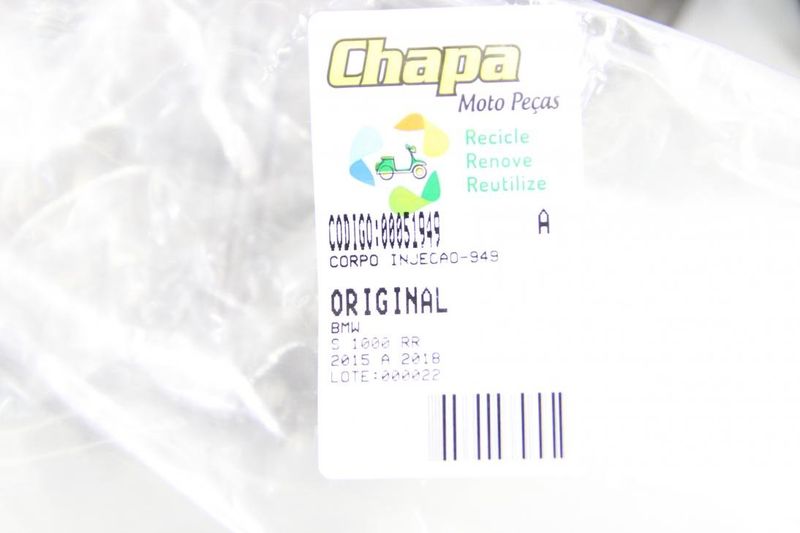 Chapa
Moto Peças
Recicle
Renove
Reutilize
CODIGO:00051949 A
CORPO INJECAO-949
ORIGINAL
BMW
S 1000 RR
2015 A 2018
LOTE:000022